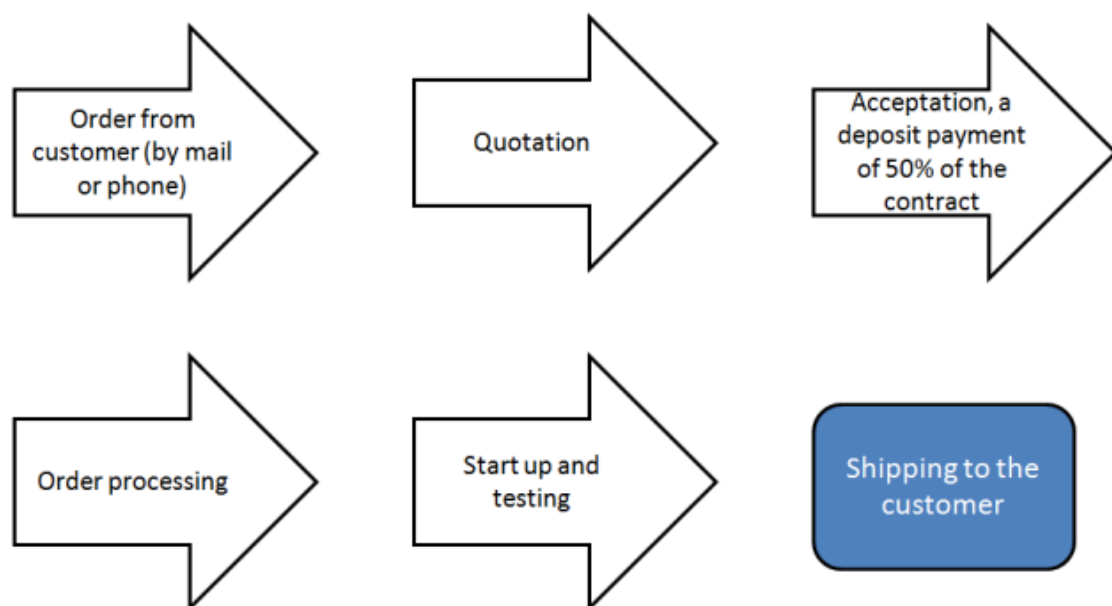 Order from
customer (by mail
or phone)
Quotation
Acceptation, a
deposit payment
of 50% of the
contract
Order processing
Start up and
testing
Shipping to the
customer